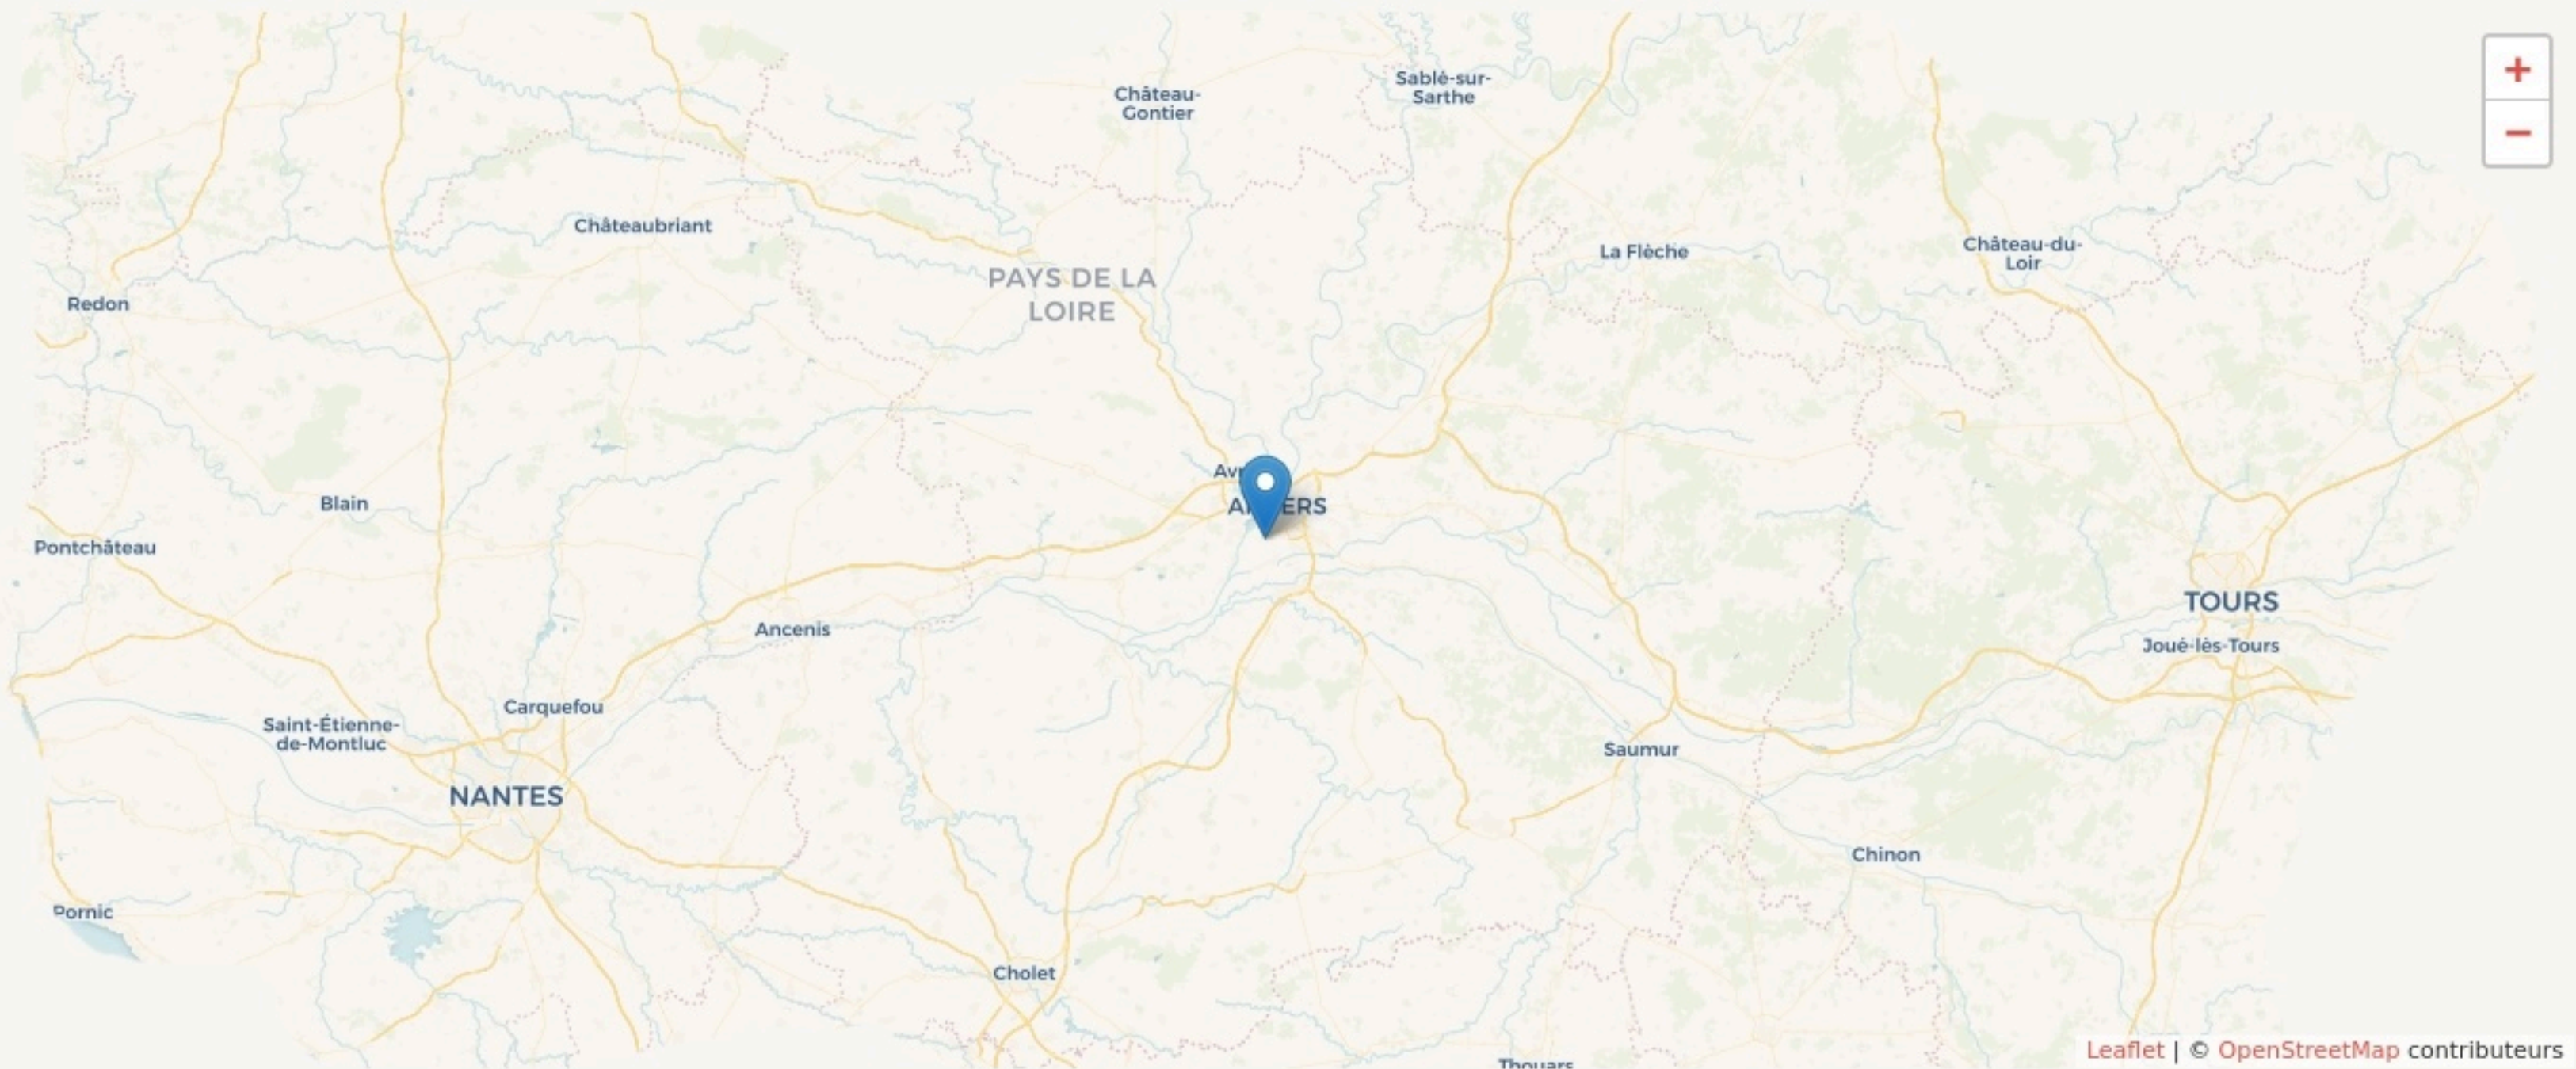 +
−
Sablé-sur-
Sarthe
Château-
Gontier
Châteaubriant
La Flèche
Château-du-
Loir
PAYS DE LA
LOIRE
Redon
Blain
Pontchâteau
TOURS
Ancenis
Joué-lès-Tours
Carquefou
Saint-Étienne-
de-Montluc
Saumur
NANTES
Chinon
Pornic
Cholet
Leaflet | © OpenStreetMap contributeurs
Thouars